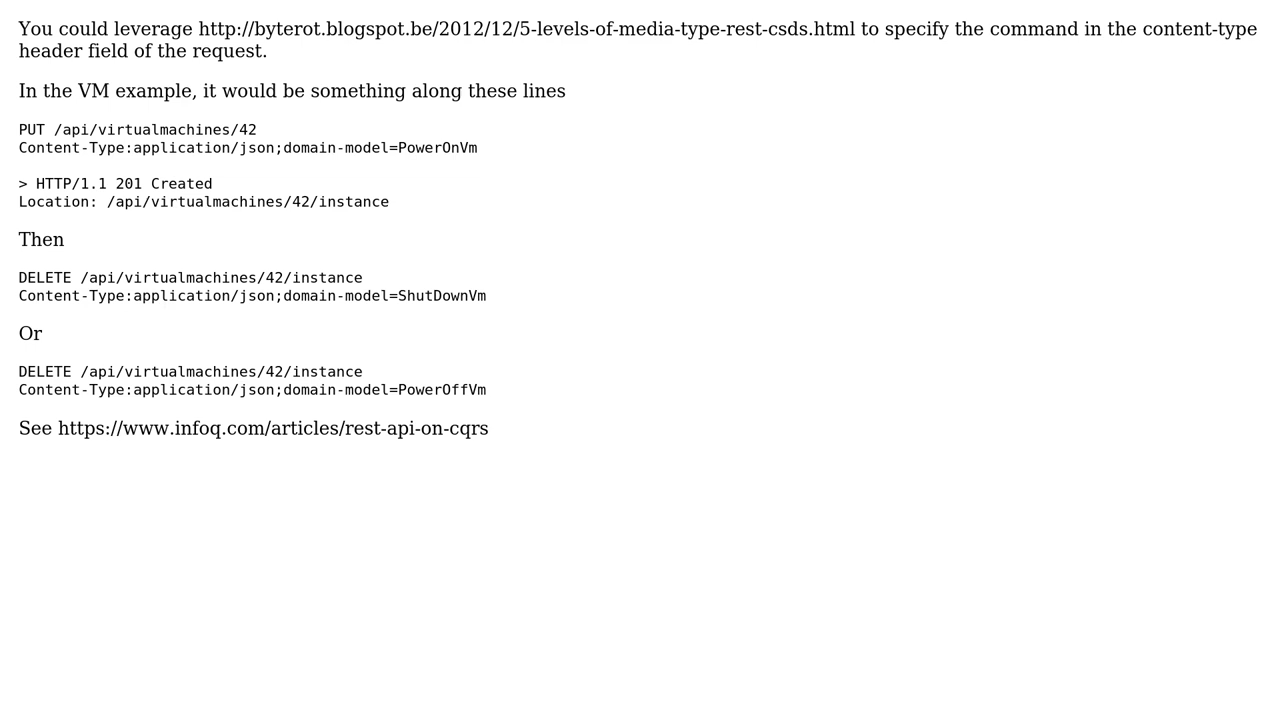 You could leverage http://byterot.blogspot.be/2012/12/5-levels-of-media-type-rest-csds.html to specify the command in the content-type
header field of the request.
In the VM example, it would be something along these lines
PUT /api/virtualmachines/42
Content-Type:application/json;domain-model=PowerOnVm
> HTTP/1.1 201 Created
Location: /api/virtualmachines/42/instance
Then
DELETE /api/virtualmachines/42/instance
Content-Type:application/json;domain-model=ShutDownVm
Or
DELETE /api/virtualmachines/42/instance
Content-Type:application/json;domain-model=PowerOffVm
See https://www.infoq.com/articles/rest-api-on-cqrs